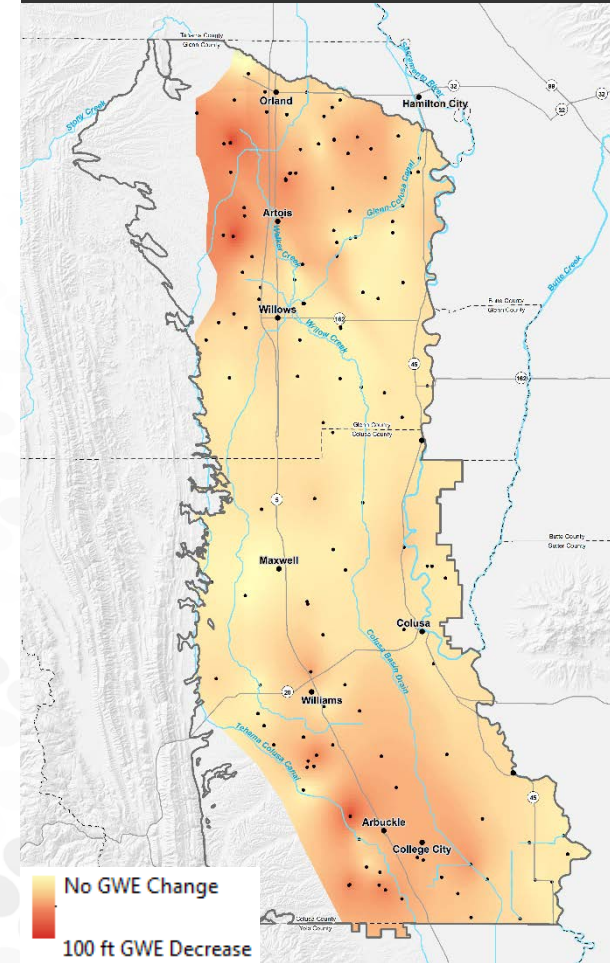 Tehama County
Glenn County
Sacramento River
32
99
32
32
Orland
Hamilton City
Stony Creek
Glenn Colusa Canal
Artois
Walker Creek
Butte Creek
Butte County
Glenn County
Willows
162
Willow Creek
45
162
Glenn County
Colusa County
5
Butte County
Sutter County
Maxwell
Colusa
Colusa Basin Drain
20
Williams
Tehama Colusa Canal
45
Arbuckle
College City
No GWE Change
100 ft GWE Decrease
Colusa County
Yolo County